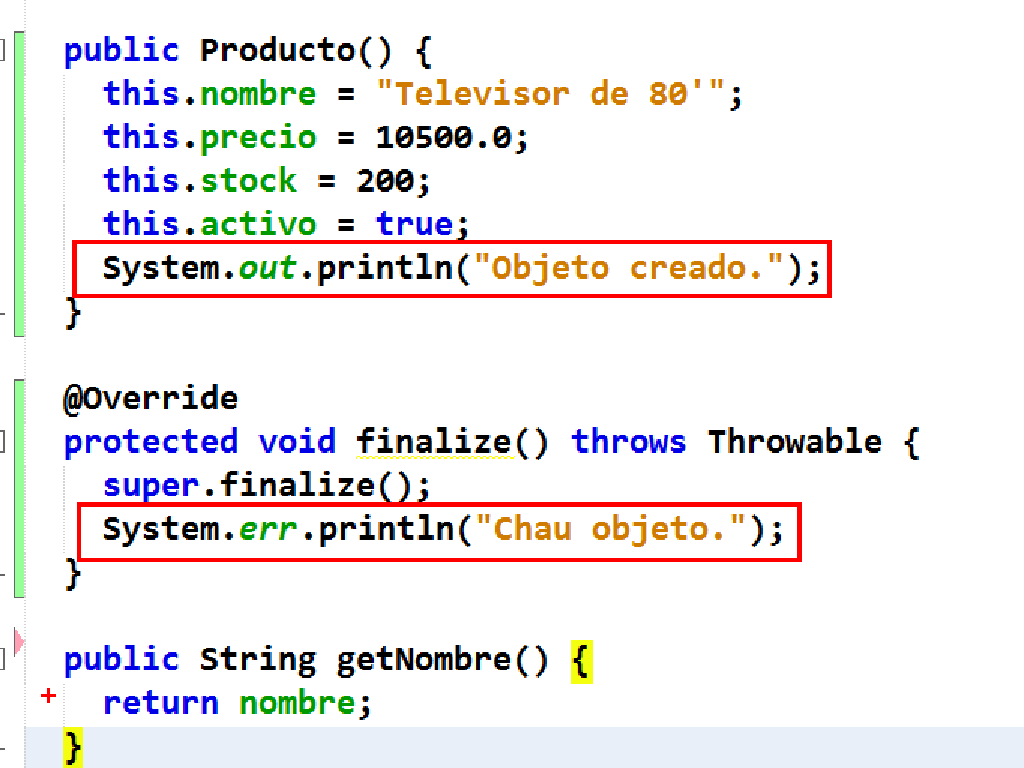 public Producto() {
this.nombre = "Televisor de 80'";
this.precio = 10500.0;
this.stock = 200;
this.activo = true;
System.out.println("Objeto creado.");
}
@Override
protected void finalize() throws Throwable {
super.finalize();
System.err.println("Chau objeto.");
}
public String getNombre() {
return nombre;
}